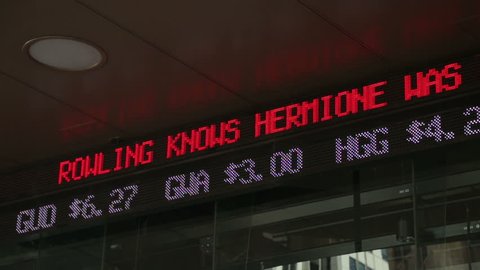 ROWLING KNOWS HERMIONE WAS
GUD $6.27 GWA $3.00 HGG $4.2